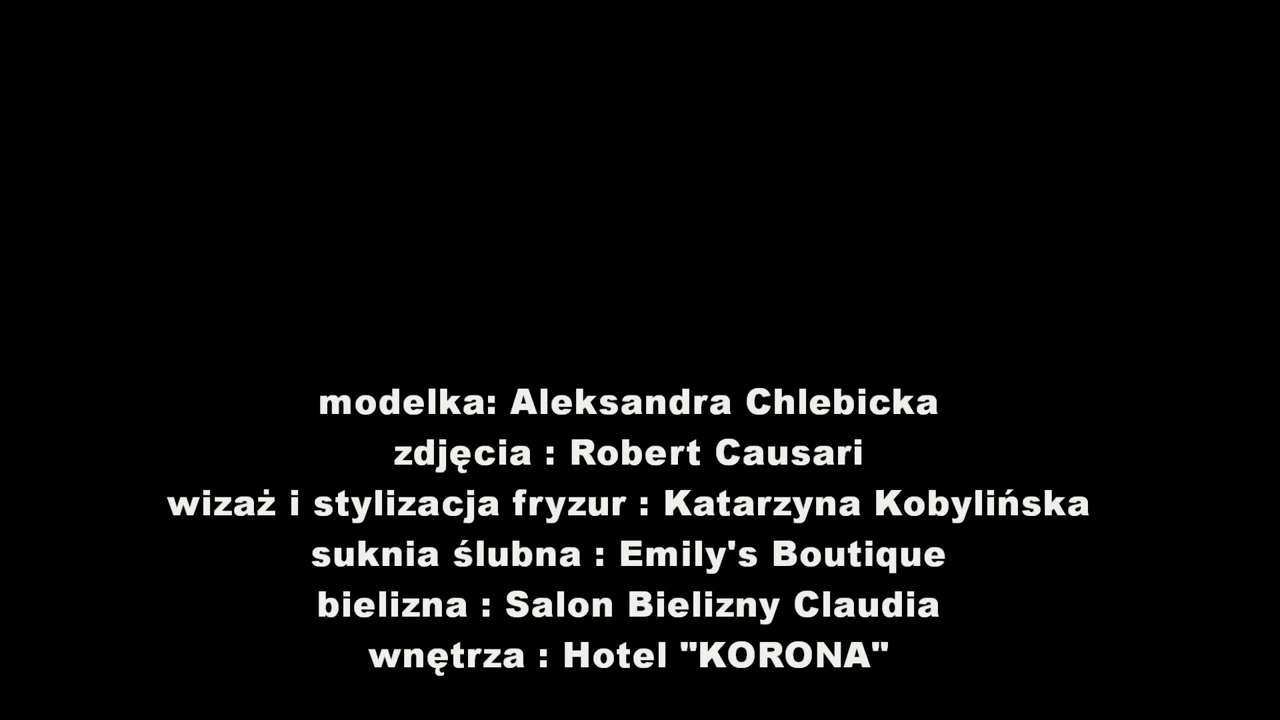 modelka: Aleksandra Chlebicka
zdjęcia : Robert Causari
wizaż i stylizacja fryzur : Katarzyna Kobylińska
suknia ślubna : Emily's Boutique
bielizna : Salon Bielizny Claudia
wnętrza : Hotel "KORONA"